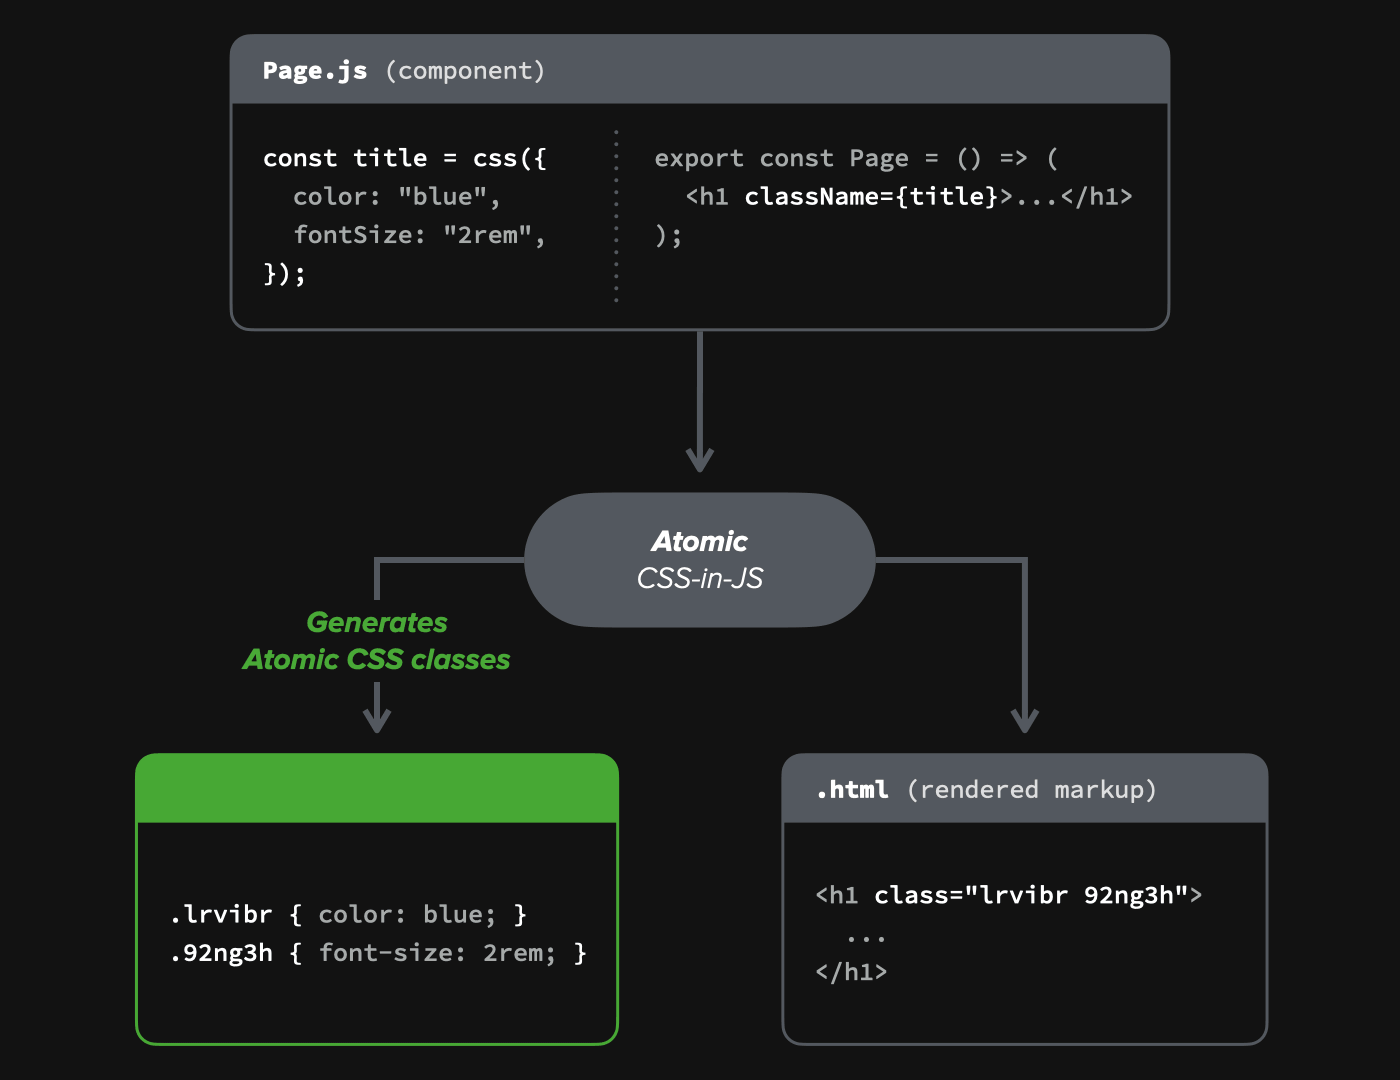 Page.js (component)
const title = css({
  color: "blue",
  fontSize: "2rem",
});
export const Page = () => (
  <h1 className={title}>...</h1>
);
Atomic
CSS-in-JS
Generates
Atomic CSS classes
.lrvibr { color: blue; }
.92ng3h { font-size: 2rem; }
.html (rendered markup)
<h1 class="lrvibr 92ng3h">
  ...
</h1>